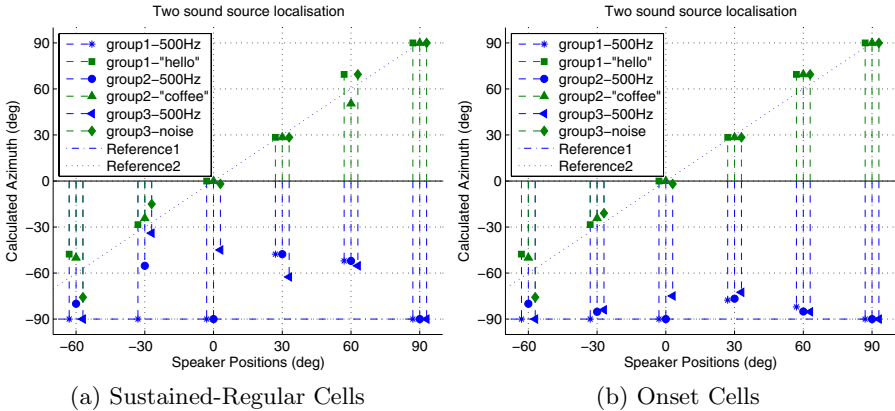 Two sound source localisation
90
60
30
0
−30
−60
−90
Calculated Azimuth (deg)
group1−500Hz
group1−"hello"
group2−500Hz
group2−"coffee"
group3−500Hz
group3−noise
Reference1
Reference2
−60 −30 0 30 60 90
Speaker Positions (deg)
(a) Sustained-Regular Cells
Two sound source localisation
90
60
30
0
−30
−60
−90
Calculated Azimuth (deg)
group1−500Hz
group1−"hello"
group2−500Hz
group2−"coffee"
group3−500Hz
group3−noise
Reference1
Reference2
−60 −30 0 30 60 90
Speaker Positions (deg)
(b) Onset Cells